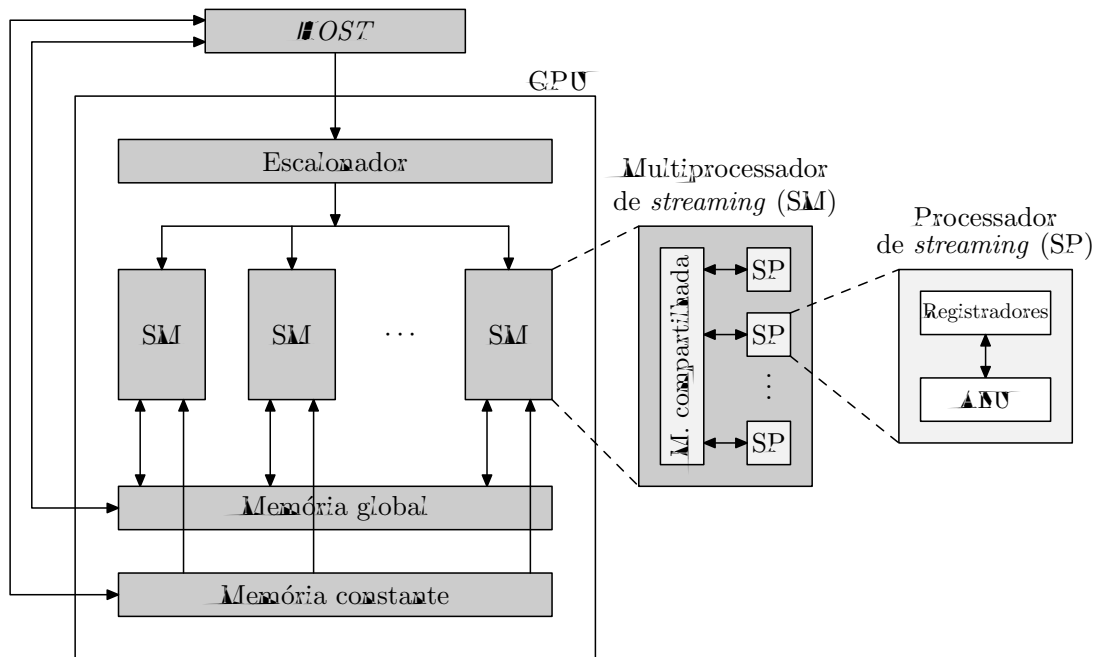 HOST
GPU
Escalonador
SM
SM
...
SM
Memória global
Memória constante
Multiprocessador
de streaming (SM)
M. compartilhada
SP
SP
...
SP
Processador
de streaming (SP)
Registradores
ALU